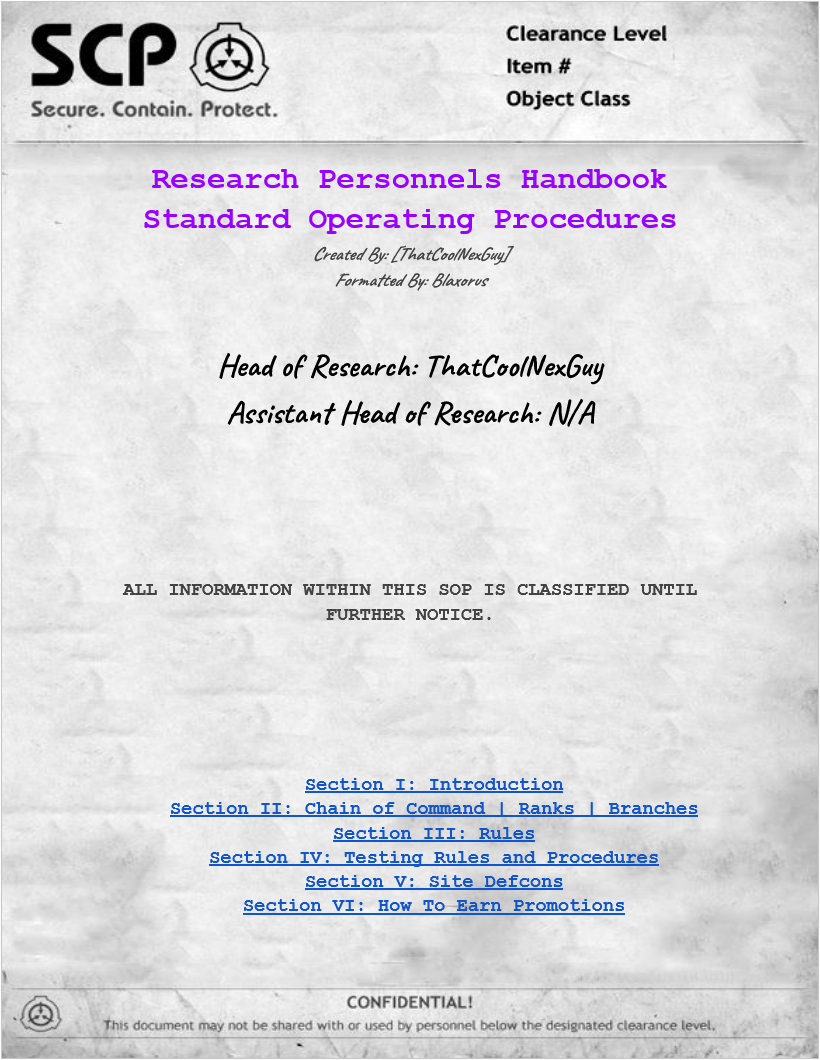 SCP
Secure. Contain. Protect.
Clearance Level
Item #
Object Class
Research Personnels Handbook
Standard Operating Procedures
Created By: [ThatCoolNexGuy]
Formatted By: Blaxorus
Head of Research: ThatCoolNexGuy
Assistant Head of Research: N/A
ALL INFORMATION WITHIN THIS SOP IS CLASSIFIED UNTIL
FURTHER NOTICE.
Section I: Introduction
Section II: Chain of Command | Ranks | Branches
Section III: Rules
Section IV: Testing Rules and Procedures
Section V: Site Defcons
Section VI: How To Earn Promotions
CONFIDENTIAL!
This document may not be shared with or used by personnel below the designated clearance level.